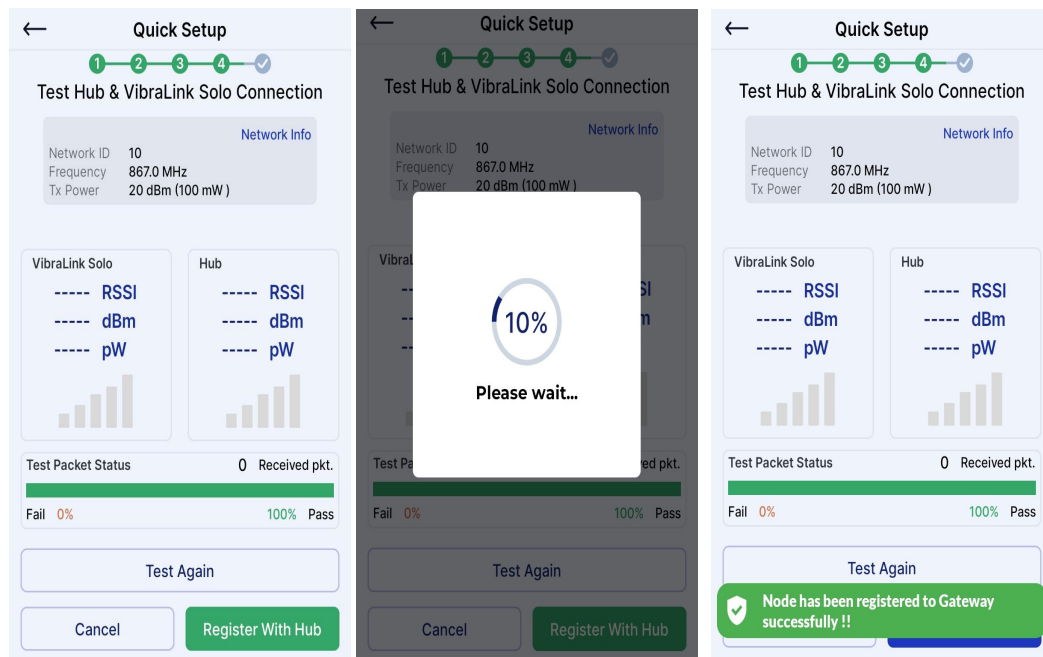 Quick Setup
1 2 3 4
Test Hub & VibraLink Solo Connection
Network Info
Network ID 10
Frequency 867.0 MHz
Tx Power 20 dBm (100 mW )
VibraLink Solo
----- RSSI
----- dBm
----- pW
Hub
----- RSSI
----- dBm
----- pW
Test Packet Status 0 Received pkt.
Fail 0% 100% Pass
Test Again
Cancel Register With Hub
Quick Setup
1 2 3 4
Test Hub & VibraLink Solo Connection
Network Info
Network ID 10
Frequency 867.0 MHz
Tx Power 20 dBm (100 mW )
10%
Please wait...
Fail 0% 100% Pass
Test Again
Cancel Register With Hub
Quick Setup
1 2 3 4
Test Hub & VibraLink Solo Connection
Network Info
Network ID 10
Frequency 867.0 MHz
Tx Power 20 dBm (100 mW )
VibraLink Solo
----- RSSI
----- dBm
----- pW
Hub
----- RSSI
----- dBm
----- pW
Test Packet Status 0 Received pkt.
Fail 0% 100% Pass
Test Again
Node has been registered to Gateway
successfully !!